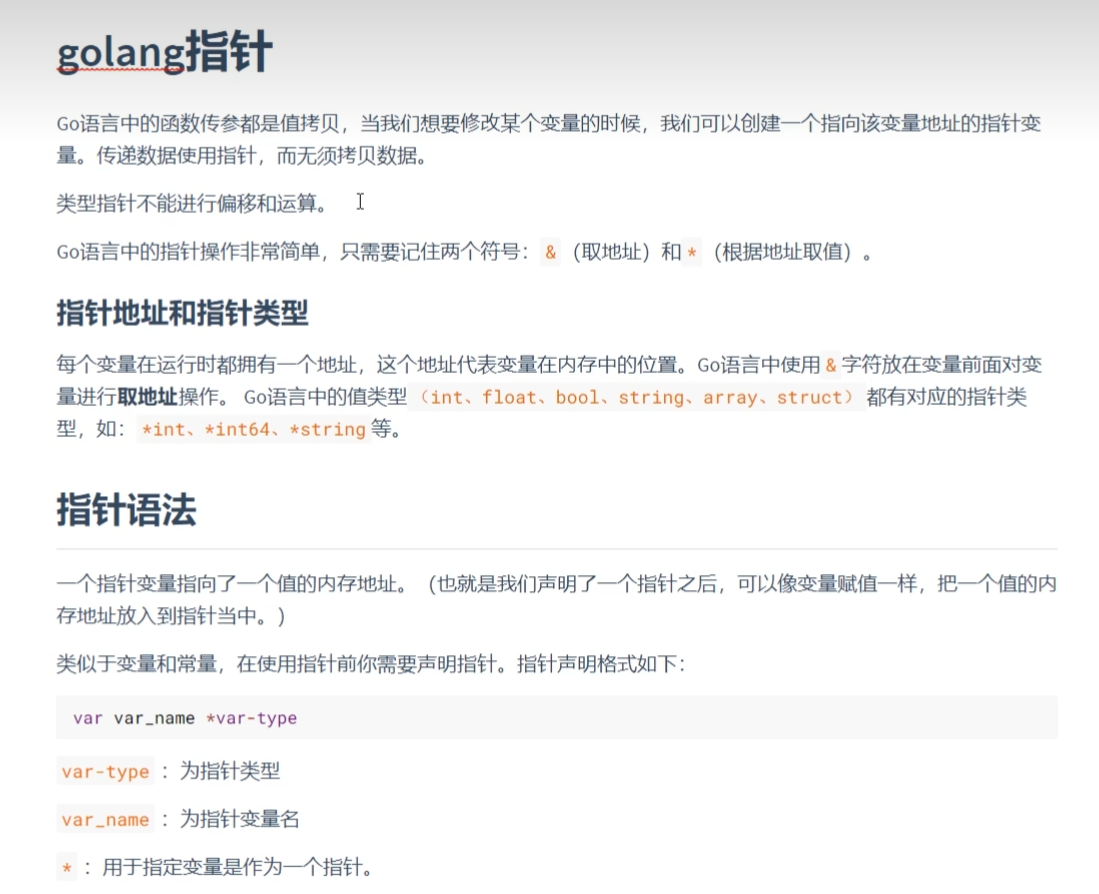 golang指针
Go语言中的函数传参都是值拷贝，当我们想要修改某个变量的时候，我们可以创建一个指向该变量地址的指针变
量。传递数据使用指针，而无须拷贝数据。
类型指针不能进行偏移和运算。
Go语言中的指针操作非常简单，只需要记住两个符号： & （取地址）和 * （根据地址取值）。
指针地址和指针类型
每个变量在运行时都拥有一个地址，这个地址代表变量在内存中的位置。Go语言中使用 & 字符放在变量前面对变
量进行取地址操作。 Go语言中的值类型 （int、float、bool、string、array、struct） 都有对应的指针类
型，如： *int、*int64、*string 等。
指针语法
一个指针变量指向了一个值的内存地址。（也就是我们声明了一个指针之后，可以像变量赋值一样，把一个值的内
存地址放入到指针当中。）
类似于变量和常量，在使用指针前你需要声明指针。指针声明格式如下：
var var_name *var-type
var-type ：为指针类型
var_name ：为指针变量名
* ：用于指定变量是作为一个指针。